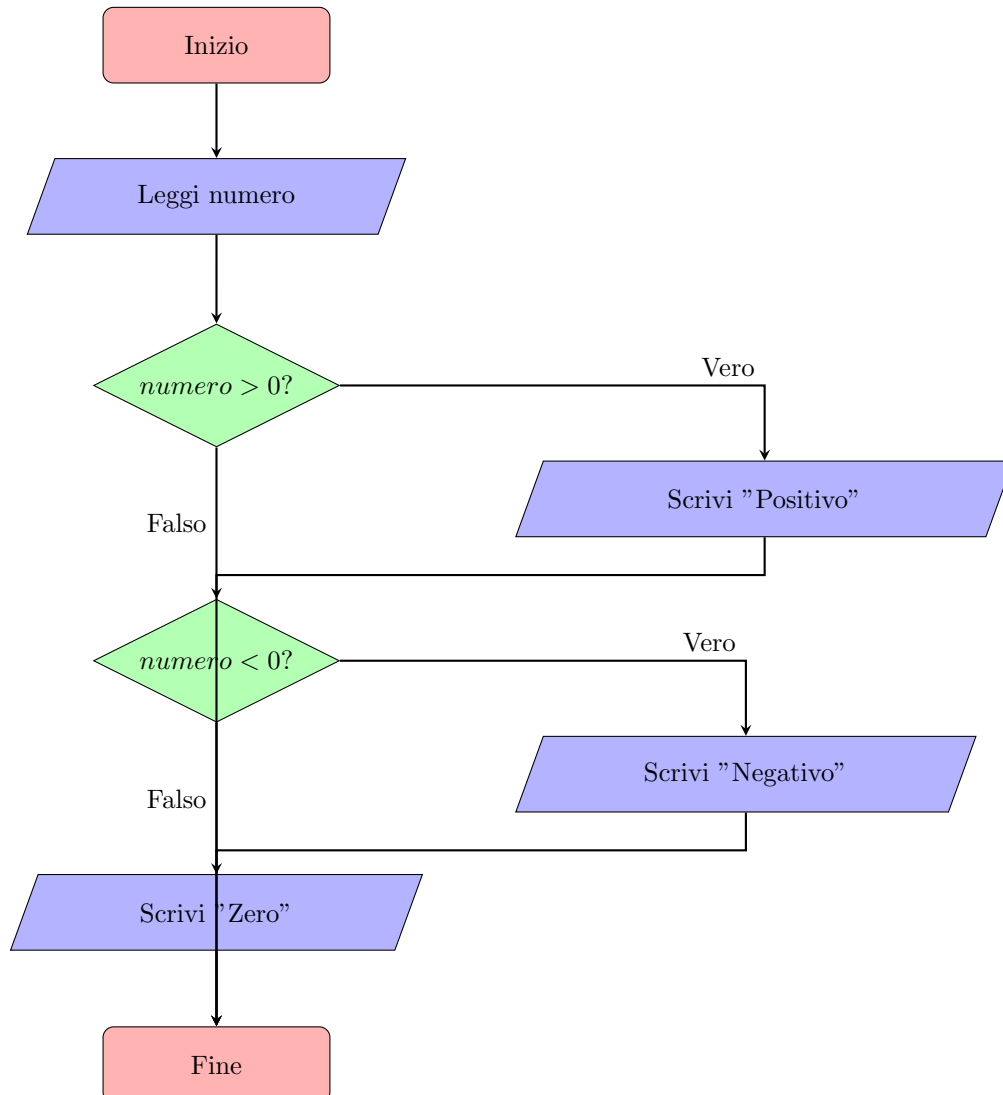 Inizio
Leggi numero
numero > 0?
Vero
Scrivi ”Positivo”
Falso
numero < 0?
Vero
Scrivi ”Negativo”
Falso
Scrivi ”Zero”
Fine